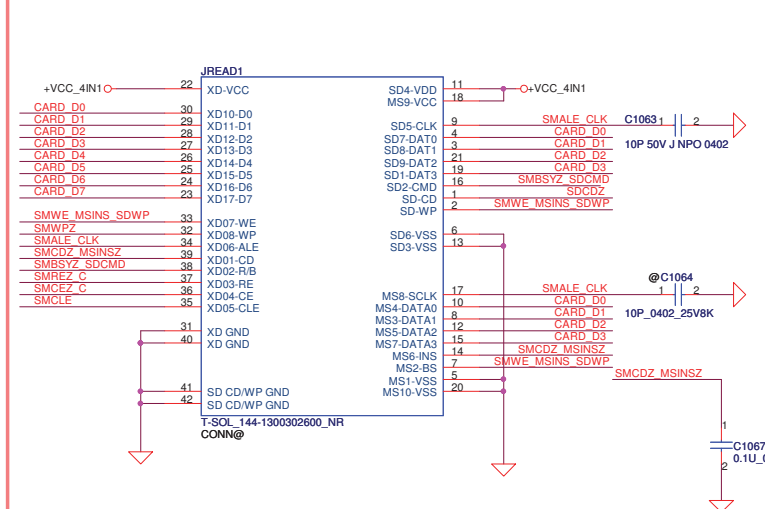 JREAD1
+VCC_4IN1 22 XD-VCC
CARD_D0 30 XD10-D0
CARD_D1 29 XD11-D1
CARD_D2 28 XD12-D2
CARD_D3 27 XD13-D3
CARD_D4 26 XD14-D4
CARD_D5 25 XD15-D5
CARD_D6 24 XD16-D6
CARD_D7 23 XD17-D7
SMWE_MSINS_SDWP 33 XD07-WE
SMWPZ 32 XD08-WP
SMALE_CLK 34 XD06-ALE
SMCDZ_MSINSZ 39 XD01-CD
SMBSYZ_SDCMD 38 XD02-R/B
SMREZ_C 37 XD03-RE
SMCEZ_C 36 XD04-CE
SMCLE 35 XD05-CLE
31 XD GND
40 XD GND
41 SD CD/WP GND
42 SD CD/WP GND
T-SOL_144-1300302600_NR
CONN@
SD4-VDD 11 +VCC_4IN1
MS9-VCC 18
SD5-CLK 9 SMALE_CLK
SD7-DAT0 4 CARD_D0
SD8-DAT1 3 CARD_D1
SD9-DAT2 21 CARD_D2
SD1-DAT3 19 CARD_D3
SD2-CMD 16 SMBSYZ_SDCMD
SD-CD 1 SDCDZ
SD-WP 2 SMWE_MSINS_SDWP
SD6-VSS 6
SD3-VSS 13
MS8-SCLK 17 SMALE_CLK
MS4-DATA0 10 CARD_D0
MS3-DATA1 8 CARD_D1
MS5-DATA2 12 CARD_D2
MS7-DATA3 15 CARD_D3
MS6-INS 14 SMCDZ_MSINSZ
MS2-BS 7 SMWE_MSINS_SDWP
MS1-VSS 5
MS10-VSS 20
C1063 1 2
10P 50V J NPO 0402
@C1064
1 2
10P_0402_25V8K
SMCDZ_MSINSZ
1
C1067
0.1U_
2